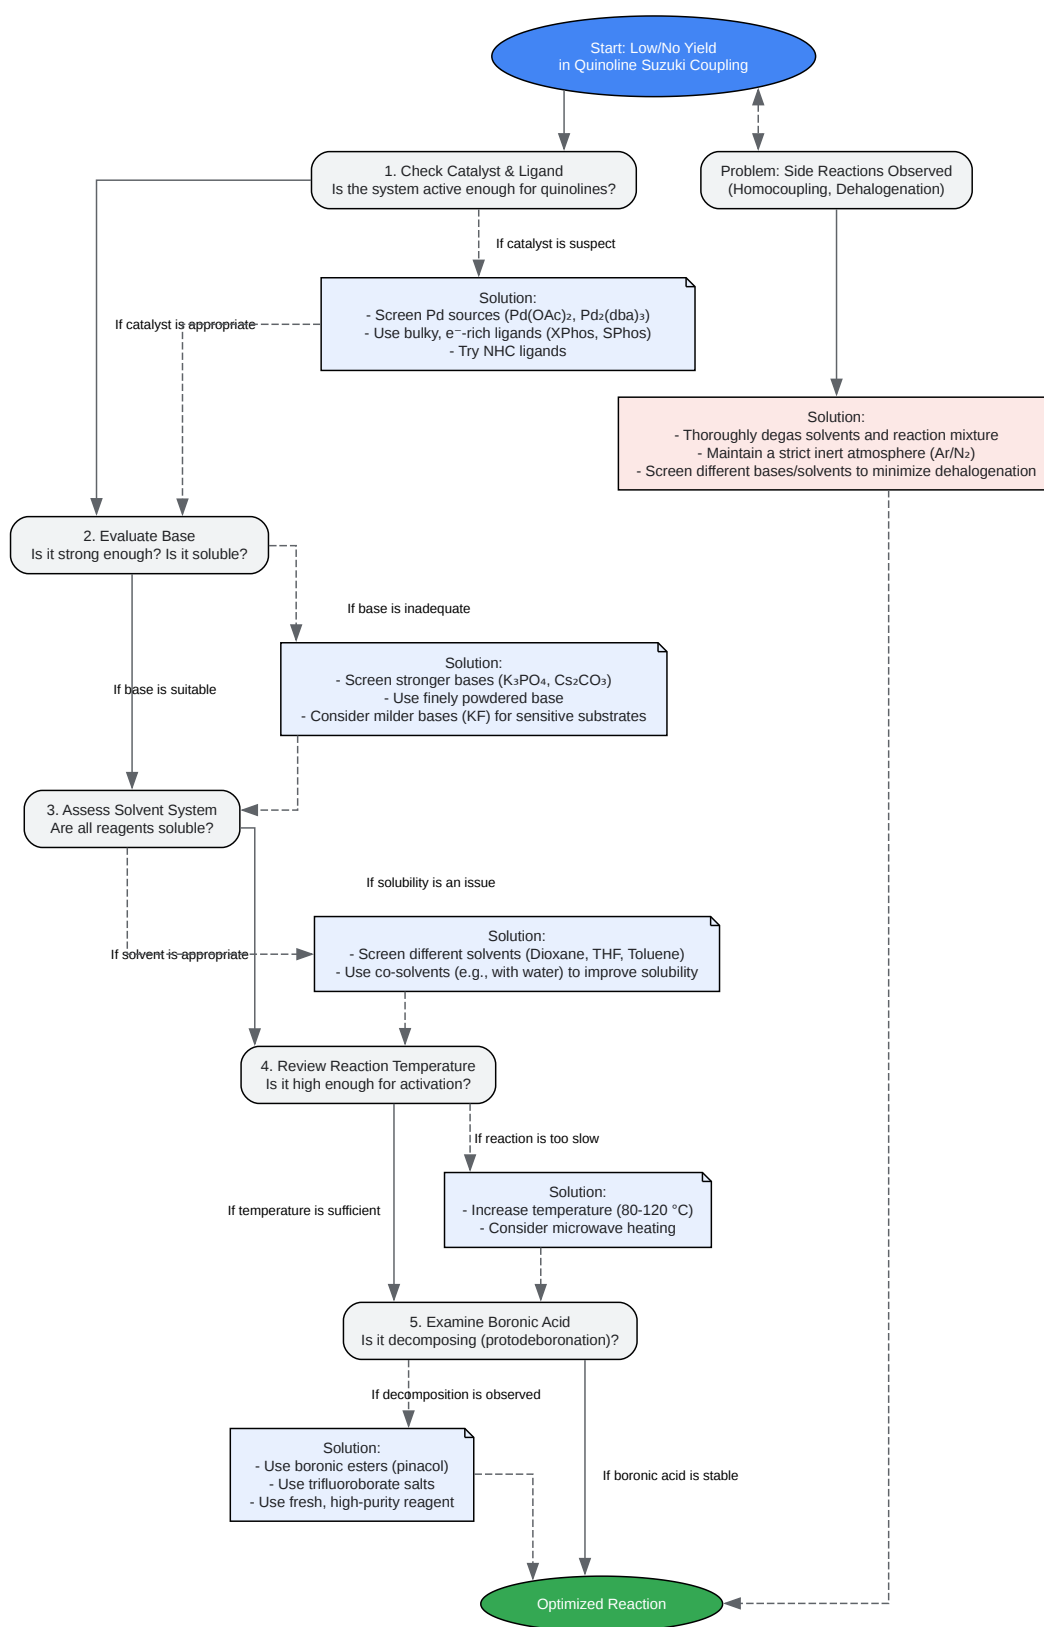 Start: Low/No Yield
in Quinoline Suzuki Coupling
1. Check Catalyst & Ligand
Is the system active enough for quinolines?
Problem: Side Reactions Observed
(Homocoupling, Dehalogenation)
If catalyst is suspect
Solution:
- Screen Pd sources (Pd(OAc)₂, Pd₂(dba)₃)
- Use bulky, e⁻-rich ligands (XPhos, SPhos)
- Try NHC ligands
If catalyst is appropriate
Solution:
- Thoroughly degas solvents and reaction mixture
- Maintain a strict inert atmosphere (Ar/N₂)
- Screen different bases/solvents to minimize dehalogenation
2. Evaluate Base
Is it strong enough? Is it soluble?
If base is inadequate
Solution:
- Screen stronger bases (K₃PO₄, Cs₂CO₃)
- Use finely powdered base
- Consider milder bases (KF) for sensitive substrates
If base is suitable
3. Assess Solvent System
Are all reagents soluble?
If solubility is an issue
Solution:
- Screen different solvents (Dioxane, THF, Toluene)
- Use co-solvents (e.g., with water) to improve solubility
If solvent is appropriate
4. Review Reaction Temperature
Is it high enough for activation?
If reaction is too slow
Solution:
- Increase temperature (80-120 °C)
- Consider microwave heating
If temperature is sufficient
5. Examine Boronic Acid
Is it decomposing (protodeboronation)?
If decomposition is observed
Solution:
- Use boronic esters (pinacol)
- Use trifluoroborate salts
- Use fresh, high-purity reagent
If boronic acid is stable
Optimized Reaction